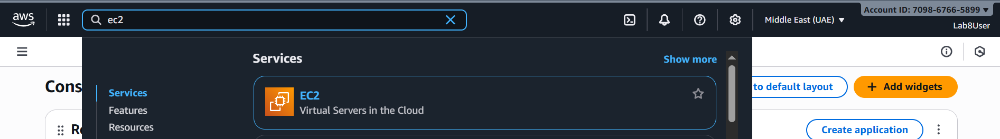 aws
ec2
Middle East (UAE)
Account ID: 7098-6766-5899
Lab8User
Services
Show more
Cons
to default layout
Add widgets
Services
Features
Resources
EC2
Virtual Servers in the Cloud
Create application